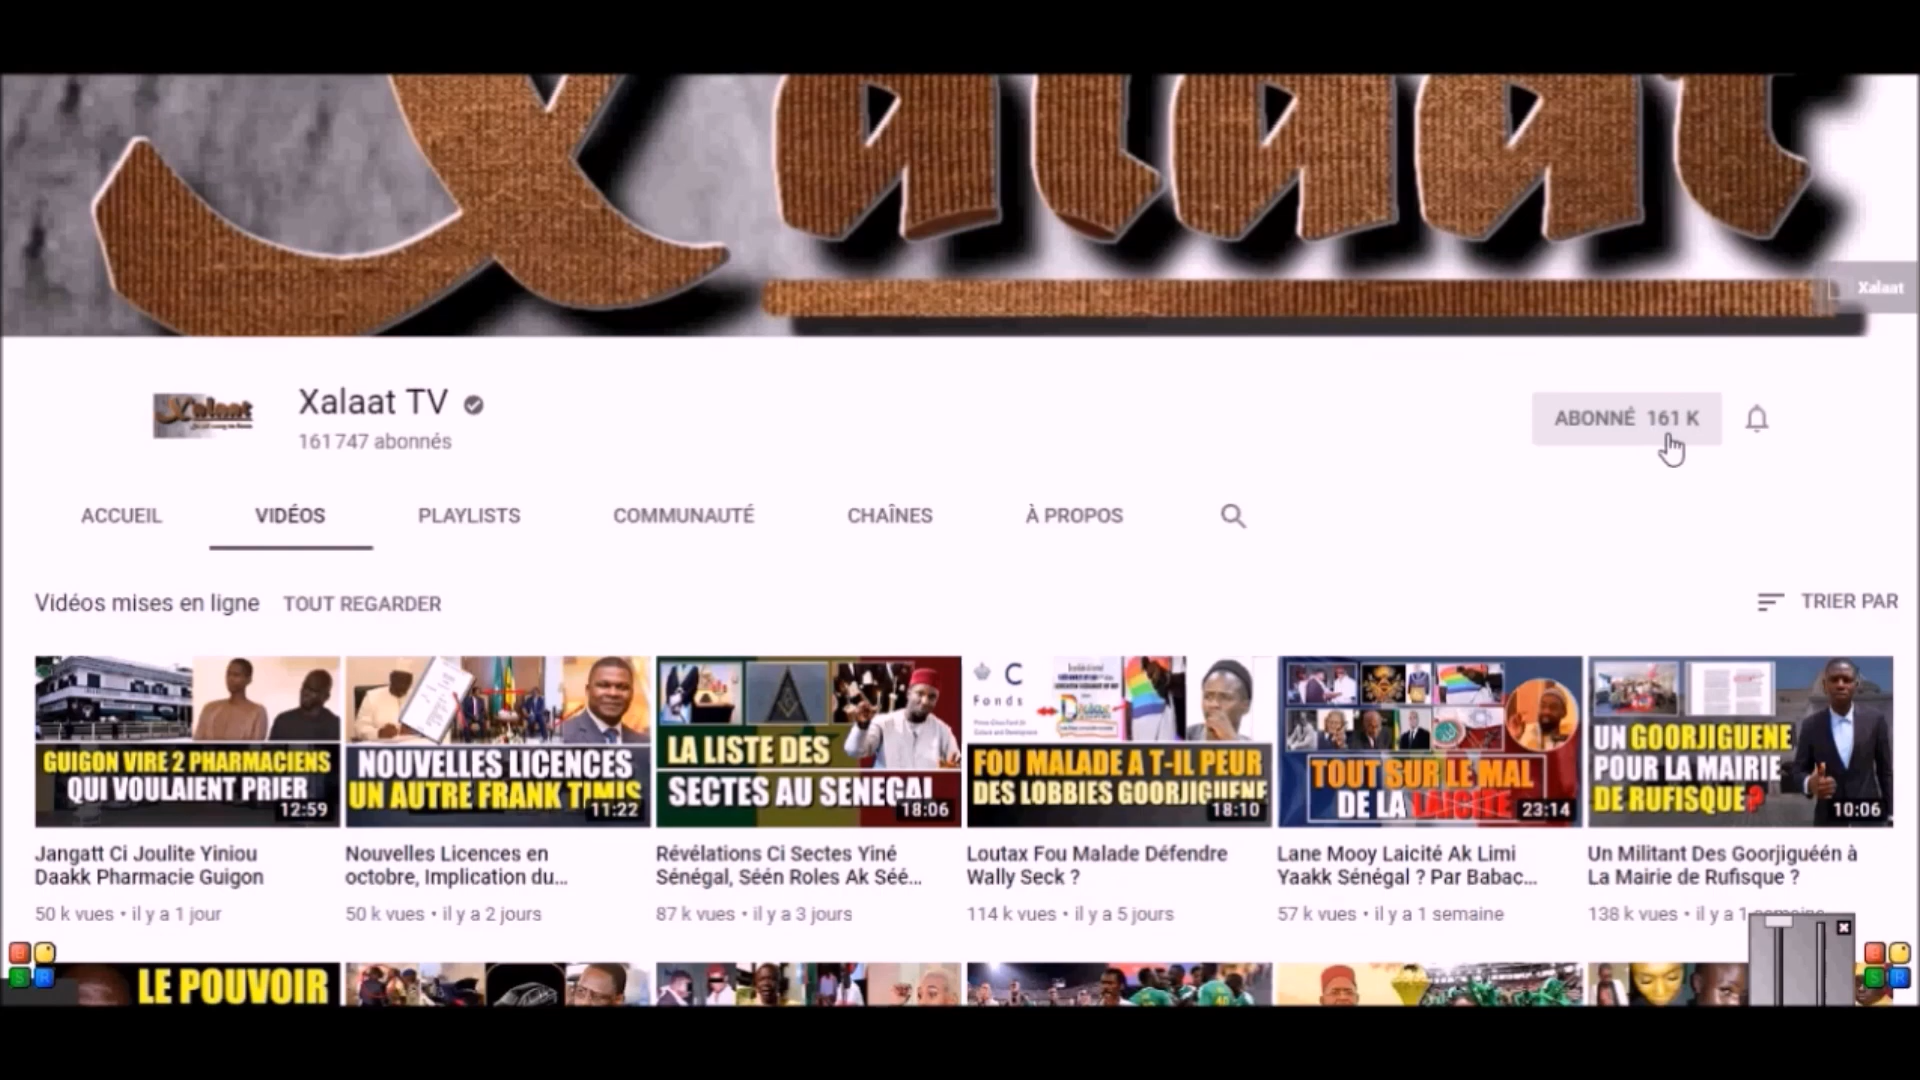 Xalaat
Xalaat
Xalaat
Xalaat TV
161 747 abonnés
ABONNÉ 161 K
ACCUEIL VIDÉOS PLAYLISTS COMMUNAUTÉ CHAÎNES À PROPOS
Vidéos mises en ligne TOUT REGARDER
TRIER PAR
GUIGON VIRE 2 PHARMACIENS
QUI VOULAIENT PRIER
12:59
NOUVELLES LICENCES
UN AUTRE FRANK TIMIS
11:22
LA LISTE DES
SECTES AU SENEGAL
18:06
C
Fonds
FOU MALADE A T-IL PEUR
DES LOBBIES GOORJIGUENE
18:10
TOUT SUR LE MAL
DE LA LAICITE
23:14
UN GOORJIGUENE
POUR LA MAIRIE
DE RUFISQUE?
10:06
Jangatt Ci Joulite Yiniou
Daakk Pharmacie Guigon
50 k vues • il y a 1 jour
Nouvelles Licences en
octobre, Implication du...
50 k vues • il y a 2 jours
Révélations Ci Sectes Yiné
Sénégal, Séén Roles Ak Séé...
87 k vues • il y a 3 jours
Loutax Fou Malade Défendre
Wally Seck ?
114 k vues • il y a 5 jours
Lane Mooy Laicité Ak Limi
Yaakk Sénégal ? Par Babac...
57 k vues • il y a 1 semaine
Un Militant Des Goorjiguéén à
La Mairie de Rufisque ?
138 k vues • il y a 1 semaine
LE POUVOIR
B
S R
B
S R